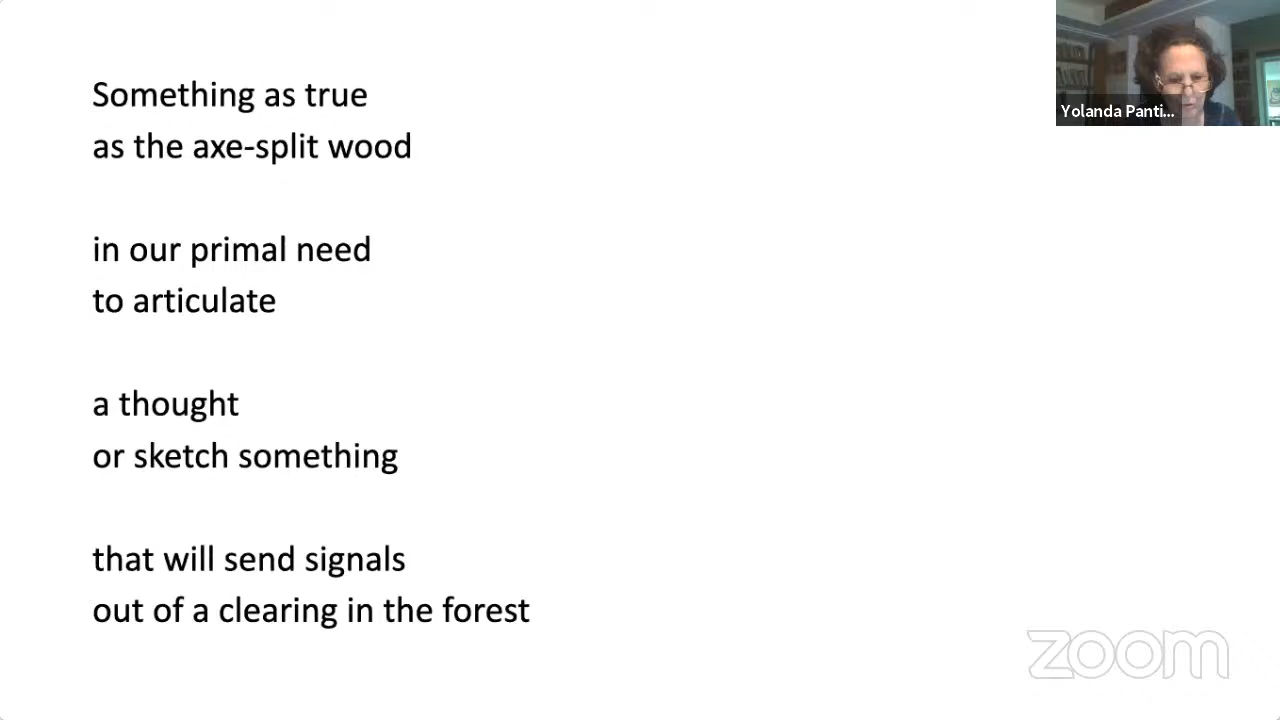 Something as true
as the axe-split wood
in our primal need
to articulate
a thought
or sketch something
that will send signals
out of a clearing in the forest
Yolanda Panti...
zoom